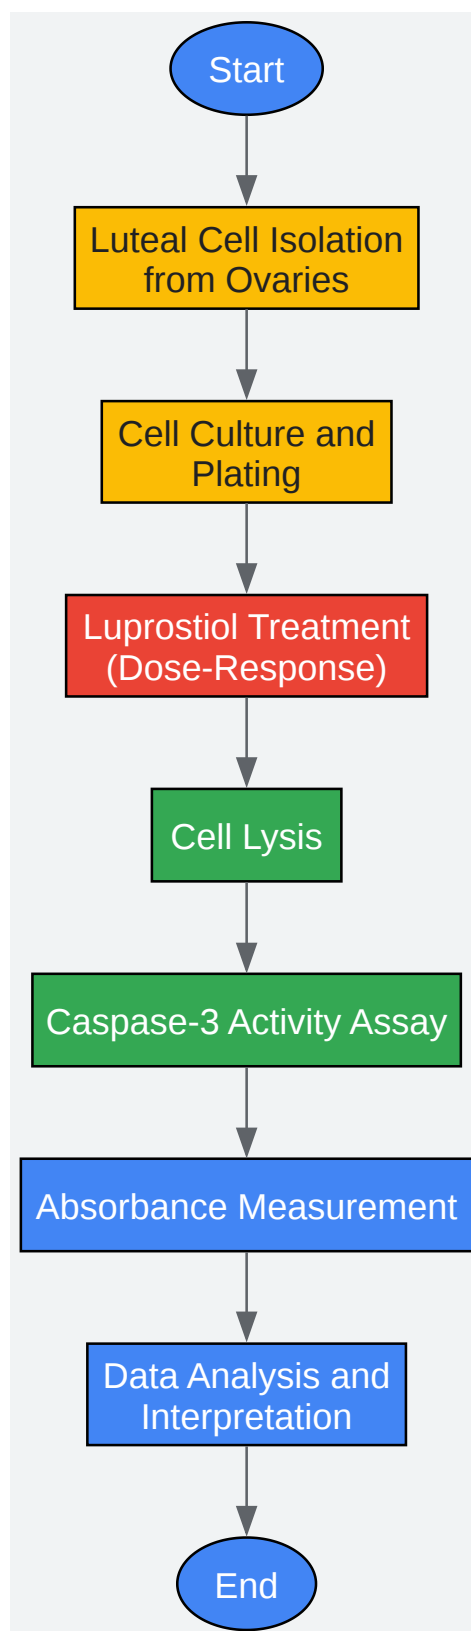 Start
Luteal Cell Isolation
from Ovaries
Cell Culture and
Plating
Luprostiol Treatment
(Dose-Response)
Cell Lysis
Caspase-3 Activity Assay
Absorbance Measurement
Data Analysis and
Interpretation
End